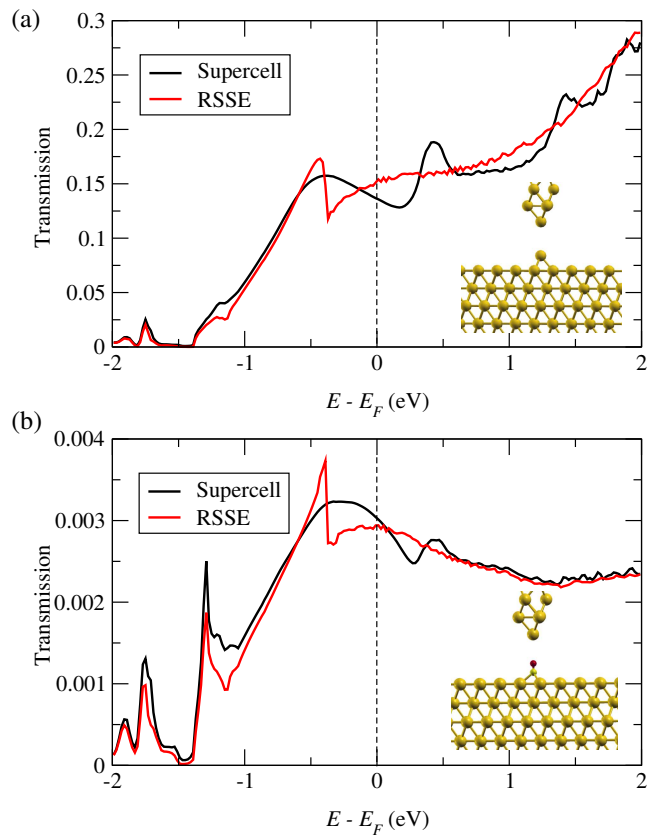 (a)
0.3
0.25
0.2
0.15
0.1
0.05
0
Transmission
Supercell
RSSE
-2 -1 0 1 2
E - E_F (eV)
(b)
0.004
0.003
0.002
0.001
0
Transmission
Supercell
RSSE
-2 -1 0 1 2
E - E_F (eV)